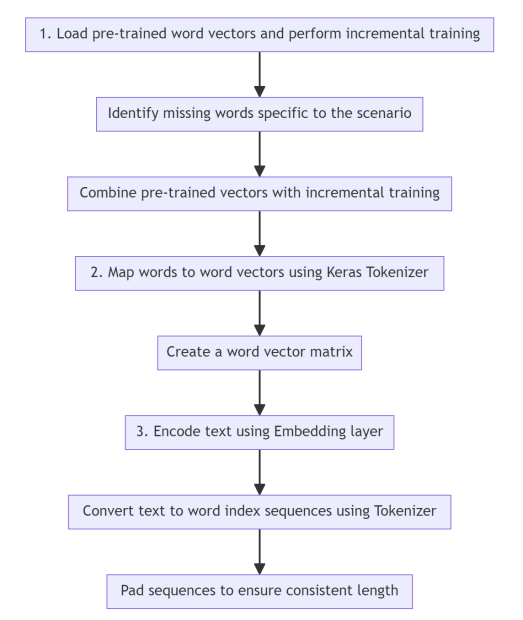 1. Load pre-trained word vectors and perform incremental training
Identify missing words specific to the scenario
Combine pre-trained vectors with incremental training
2. Map words to word vectors using Keras Tokenizer
Create a word vector matrix
3. Encode text using Embedding layer
Convert text to word index sequences using Tokenizer
Pad sequences to ensure consistent length